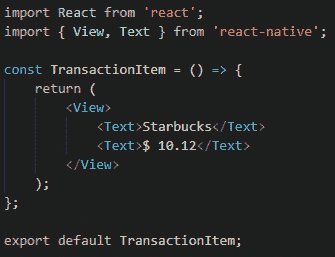 import React from 'react';
import { View, Text } from 'react-native';

const TransactionItem = () => {
    return (
        <View>
            <Text>Starbucks</Text>
            <Text>$ 10.12</Text>
        </View>
    );
};

export default TransactionItem;